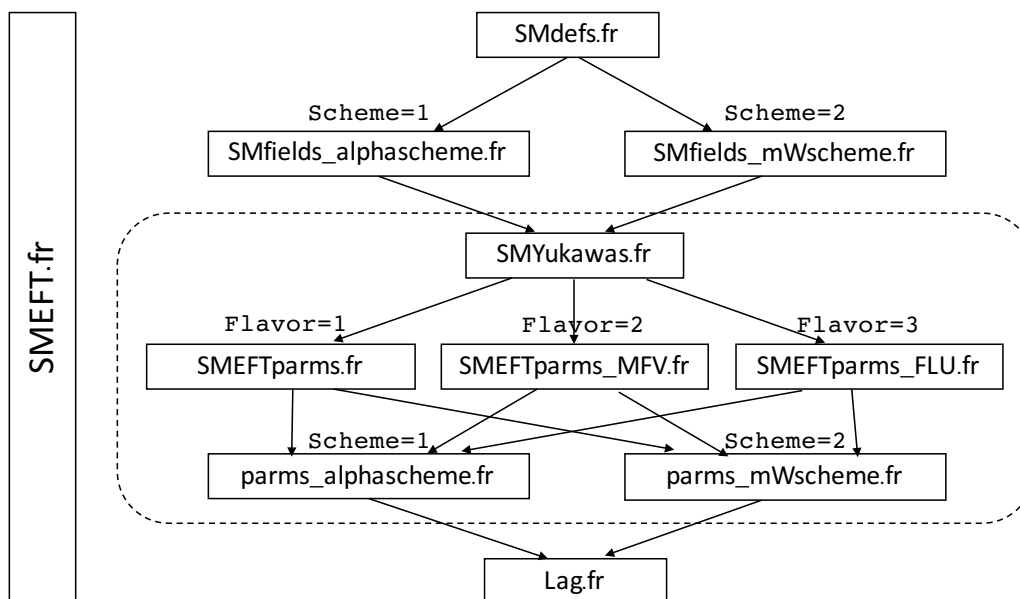 SMEFT.fr
SMdefs.fr
Scheme=1
Scheme=2
SMfields_alphascheme.fr
SMfields_mWscheme.fr
SMYukawas.fr
Flavor=1
Flavor=2
Flavor=3
SMEFTparms.fr
SMEFTparms_MFV.fr
SMEFTparms_FLU.fr
Scheme=1
Scheme=2
parms_alphascheme.fr
parms_mWscheme.fr
Lag.fr